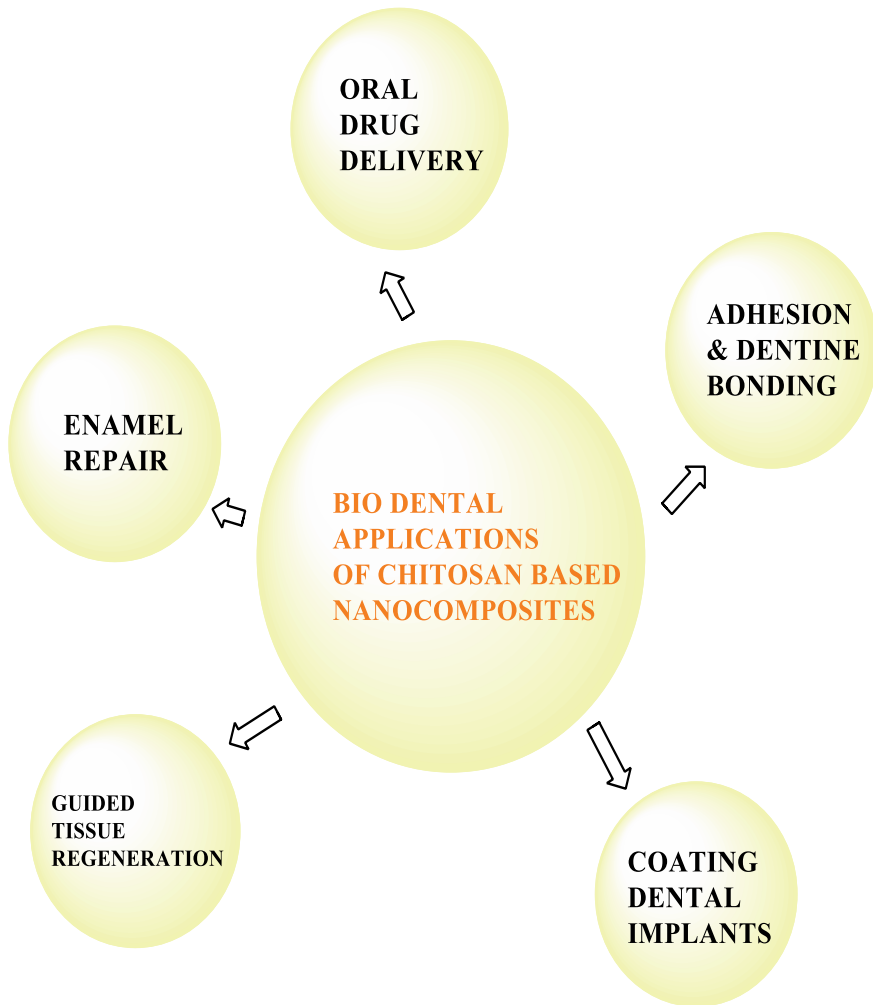 ORAL
DRUG
DELIVERY
ADHESION
& DENTINE
BONDING
ENAMEL
REPAIR
BIO DENTAL
APPLICATIONS
OF CHITOSAN BASED
NANOCOMPOSITES
GUIDED
TISSUE
REGENERATION
COATING
DENTAL
IMPLANTS